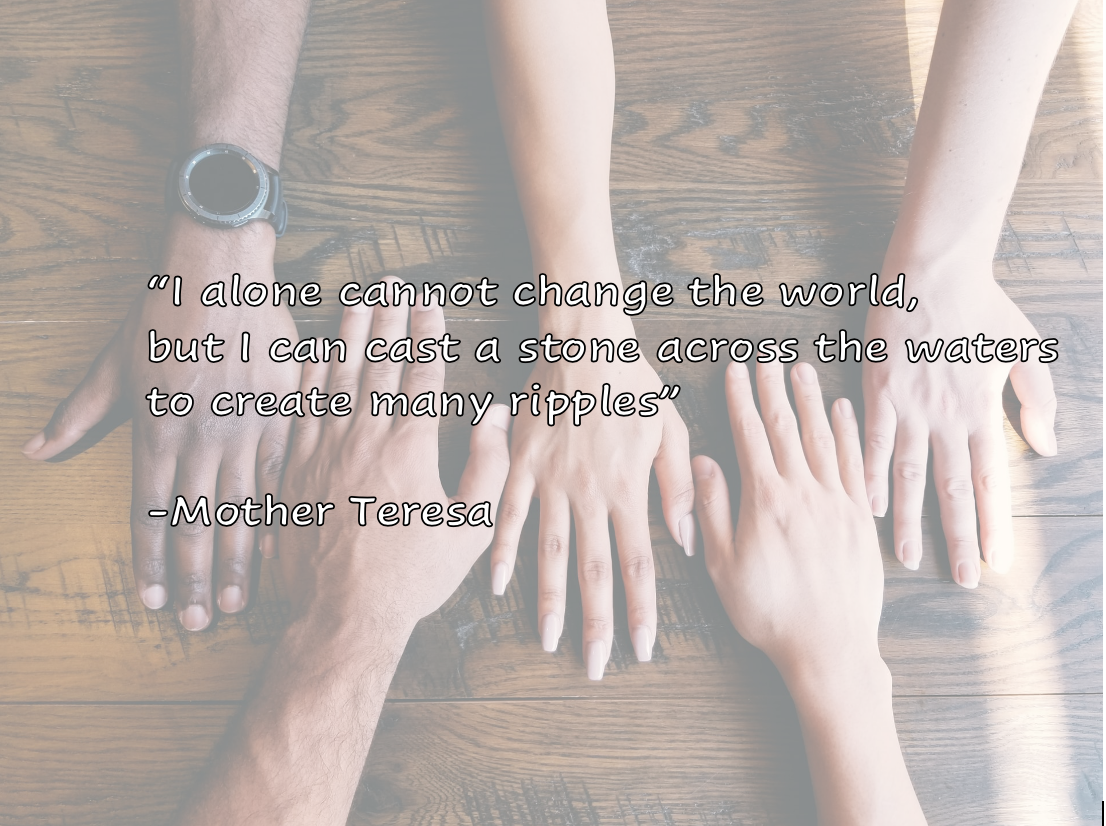 “I alone cannot change the world,
but I can cast a stone across the waters
to create many ripples”
-Mother Teresa